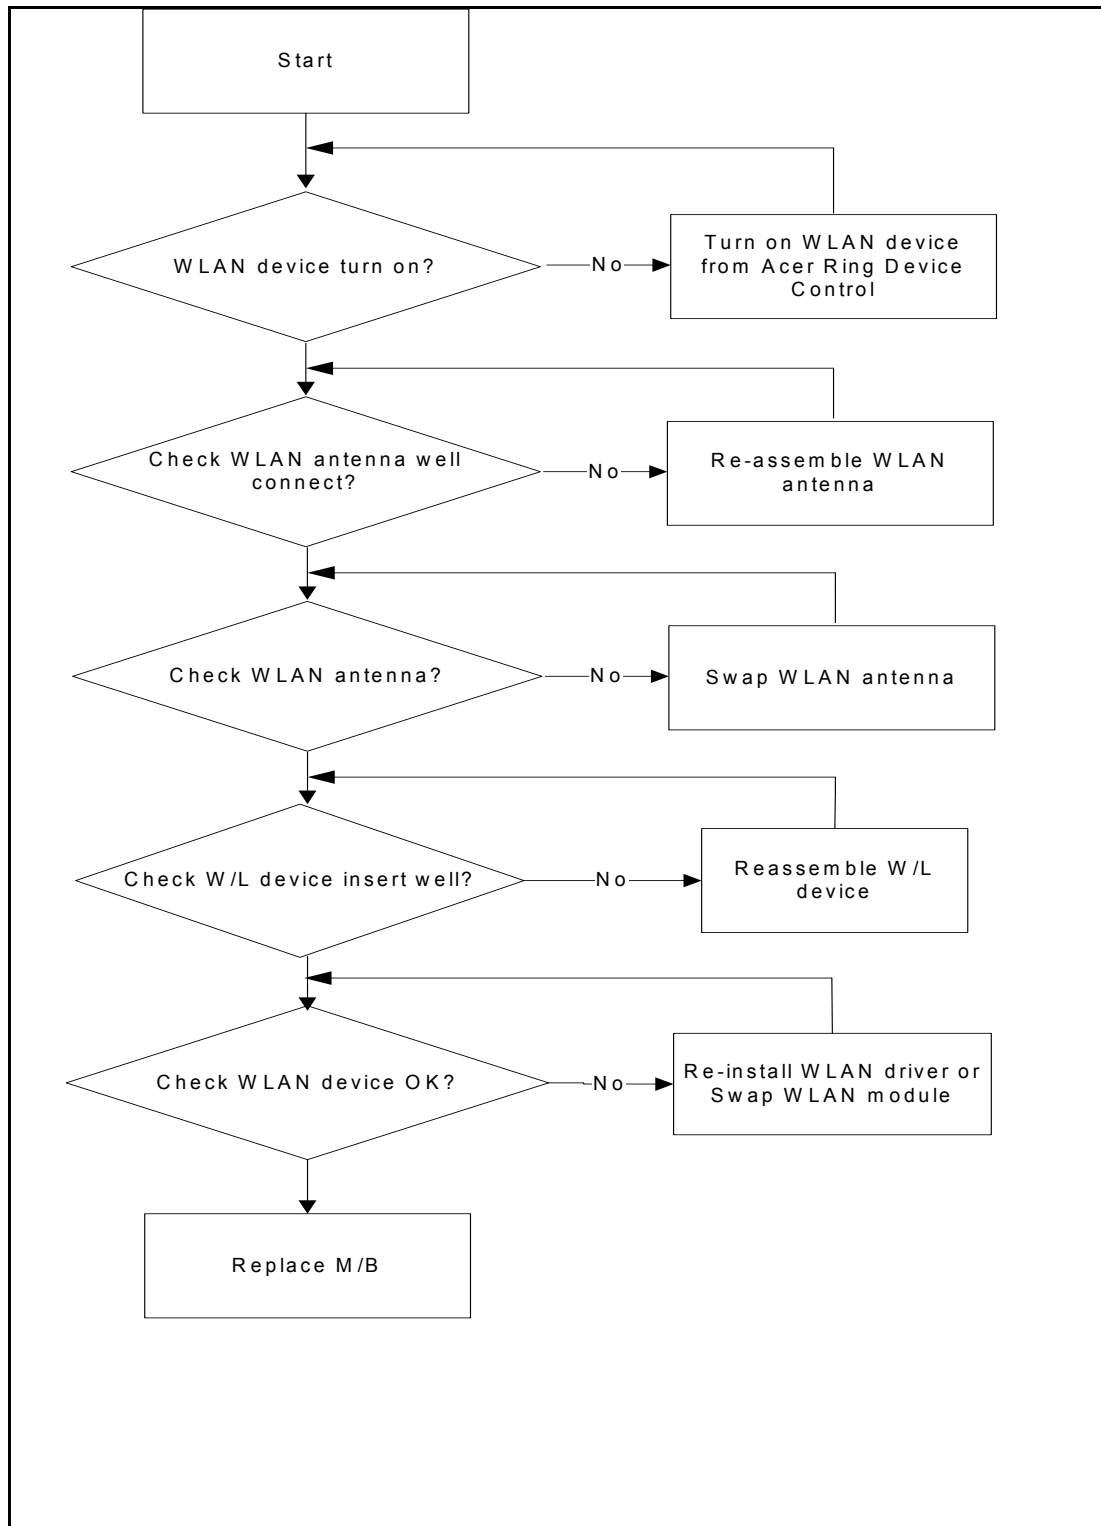 Start
WLAN device turn on?
No
Turn on WLAN device
from Acer Ring Device
Control
Check WLAN antenna well
connect?
No
Re-assemble WLAN
antenna
Check WLAN antenna?
No
Swap WLAN antenna
Check W/L device insert well?
No
Reassemble W/L
device
Check WLAN device OK?
No
Re-install WLAN driver or
Swap WLAN module
Replace M/B